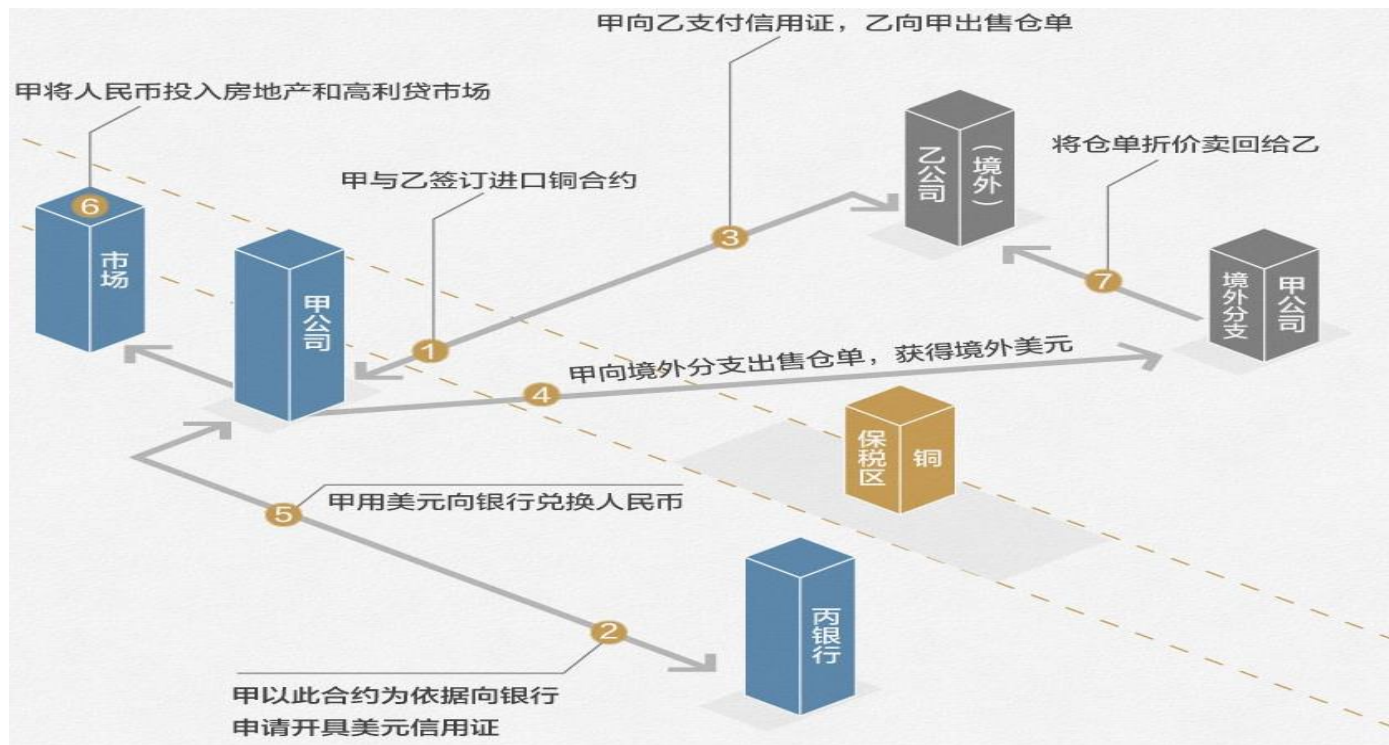 甲向乙支付信用证，乙向甲出售仓单
甲将人民币投入房地产和高利贷市场
乙公司
（境外）
将仓单折价卖回给乙
甲与乙签订进口铜合约
6
市场
3
甲公司
7
境外分支
甲公司
1
甲向境外分支出售仓单，获得境外美元
4
保税区
铜
甲用美元向银行兑换人民币
5
丙银行
2
甲以此合约为依据向银行
申请开具美元信用证